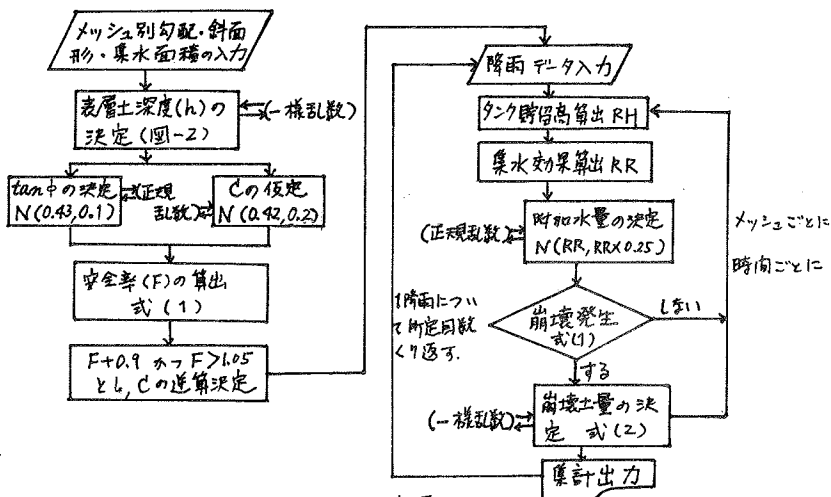 メッシュ別勾配・斜面
形・集水面積の入力
表層土深度(h)の
決定(図-2)
(一様乱数)
tanφの決定
N(0.43,0.1)
(正規
乱数)
Cの仮定
N(0.42,0.2)
安全率(F)の算出
式(1)
F+0.9 かつ F>1.05
とし,Cの逆算決定
降雨データ入力
タンク貯留高算出 RH
集水効果算出 RR
(正規乱数)
附加水量の決定
N(RR,RR×0.25)
メッシュごとに
時間ごとに
1降雨につい
て所定回数
くり返す.
崩壊発生
式(1)
しない
する
(一様乱数)
崩壊土量の決
定 式(2)
集計出力